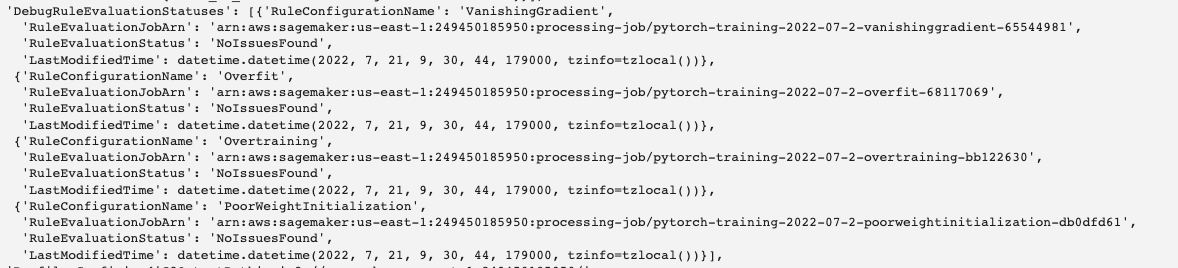 'DebugRuleEvaluationStatuses': [{'RuleConfigurationName': 'VanishingGradient',
'RuleEvaluationJobArn': 'arn:aws:sagemaker:us-east-1:249450185950:processing-job/pytorch-training-2022-07-2-vanishinggradient-65544981',
'RuleEvaluationStatus': 'NoIssuesFound',
'LastModifiedTime': datetime.datetime(2022, 7, 21, 9, 30, 44, 179000, tzinfo=tzlocal())},
{'RuleConfigurationName': 'Overfit',
'RuleEvaluationJobArn': 'arn:aws:sagemaker:us-east-1:249450185950:processing-job/pytorch-training-2022-07-2-overfit-68117069',
'RuleEvaluationStatus': 'NoIssuesFound',
'LastModifiedTime': datetime.datetime(2022, 7, 21, 9, 30, 44, 179000, tzinfo=tzlocal())},
{'RuleConfigurationName': 'Overtraining',
'RuleEvaluationJobArn': 'arn:aws:sagemaker:us-east-1:249450185950:processing-job/pytorch-training-2022-07-2-overtraining-bb122630',
'RuleEvaluationStatus': 'NoIssuesFound',
'LastModifiedTime': datetime.datetime(2022, 7, 21, 9, 30, 44, 179000, tzinfo=tzlocal())},
{'RuleConfigurationName': 'PoorWeightInitialization',
'RuleEvaluationJobArn': 'arn:aws:sagemaker:us-east-1:249450185950:processing-job/pytorch-training-2022-07-2-poorweightinitialization-db0dfd61',
'RuleEvaluationStatus': 'NoIssuesFound',
'LastModifiedTime': datetime.datetime(2022, 7, 21, 9, 30, 44, 179000, tzinfo=tzlocal())}],